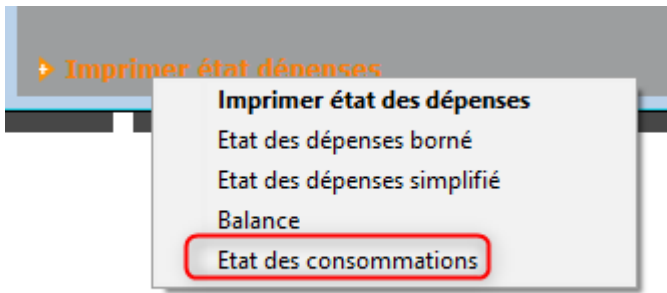 Imprimer état dépenses
Imprimer état des dépenses
Etat des dépenses borné
Etat des dépenses simplifié
Balance
Etat des consommations